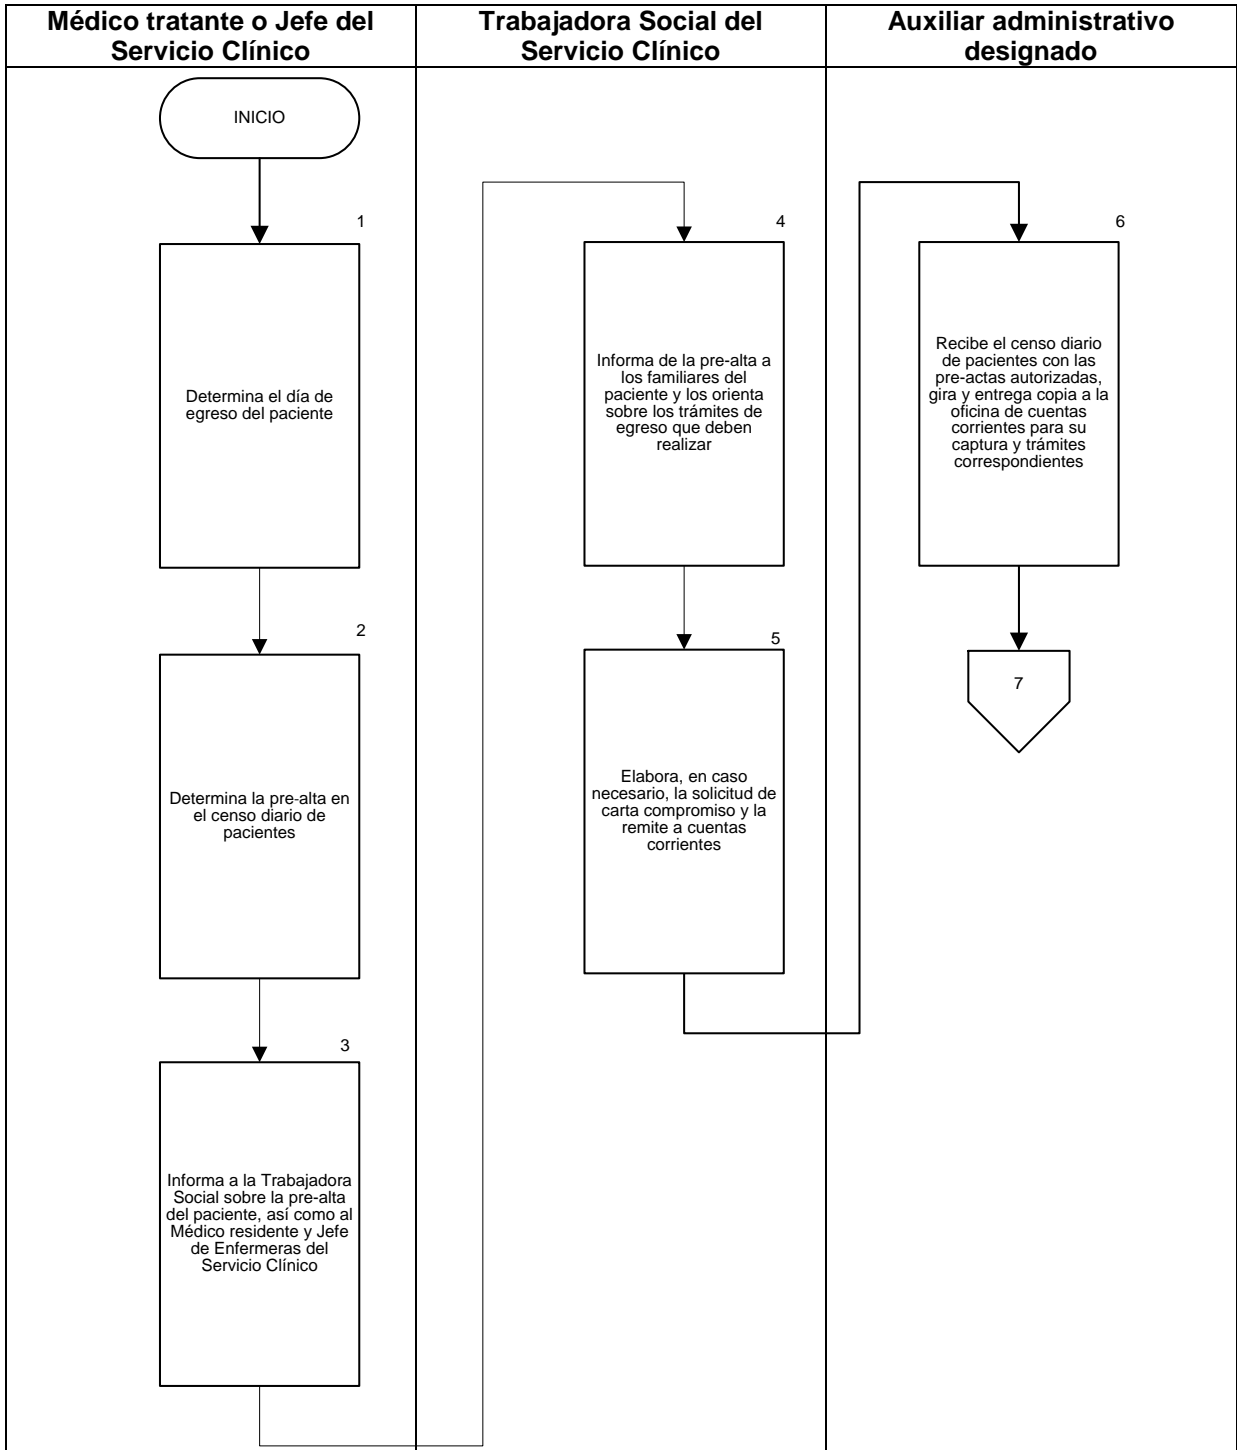 Médico tratante o Jefe del
Servicio Clínico
Trabajadora Social del
Servicio Clínico
Auxiliar administrativo
designado
INICIO
1
Determina el día de
egreso del paciente
2
Determina la pre-alta en
el censo diario de
pacientes
3
Informa a la Trabajadora
Social sobre la pre-alta
del paciente, así como al
Médico residente y Jefe
de Enfermeras del
Servicio Clínico
4
Informa de la pre-alta a
los familiares del
paciente y los orienta
sobre los trámites de
egreso que deben
realizar
5
Elabora, en caso
necesario, la solicitud de
carta compromiso y la
remite a cuentas
corrientes
6
Recibe el censo diario
de pacientes con las
pre-actas autorizadas,
gira y entrega copia a la
oficina de cuentas
corrientes para su
captura y trámites
correspondientes
7